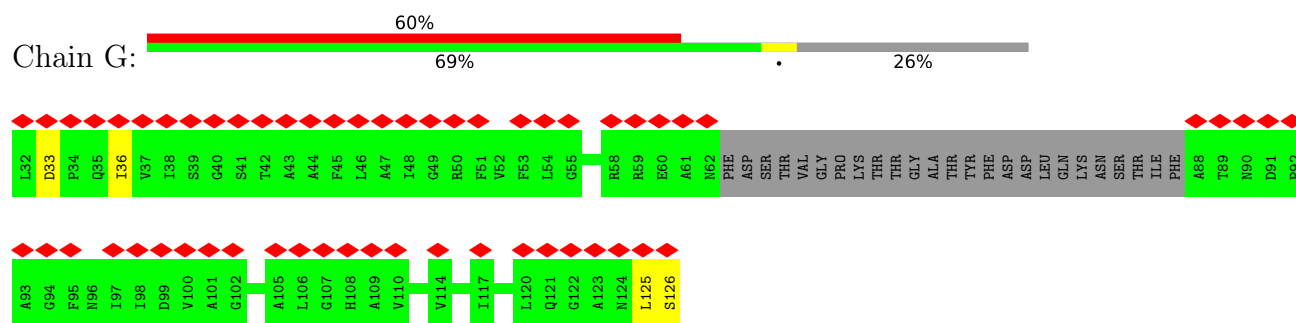 60%
Chain G:
69% • 26%
L32 D33 P34 Q35 I36 V37 I38 S39 G40 S41 T42 A43 A44 F45 L46 A47 I48 G49 R50 F51 V52 F53 L54 G55 R58 R59 E60 A61 N62 PHE ASP SER THR VAL GLY PRO LYS THR THR GLY ALA THR TYR PHE ASP ASP LEU GLN LYS ASN SER THR ILE PHE A88 T89 N90 D91 P92
A93 G94 F95 N96 I97 I98 D99 V100 A101 G102 A105 L106 G107 H108 A109 V110 V114 I117 L120 Q121 G122 A123 N124 L125 S126